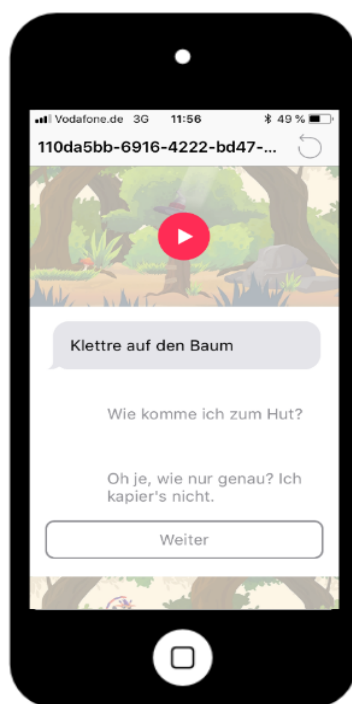 Vodafone.de 3G 11:56 49 %
110da5bb-6916-4222-bd47-...
Klettre auf den Baum
Wie komme ich zum Hut?
Oh je, wie nur genau? Ich
kapier's nicht.
Weiter